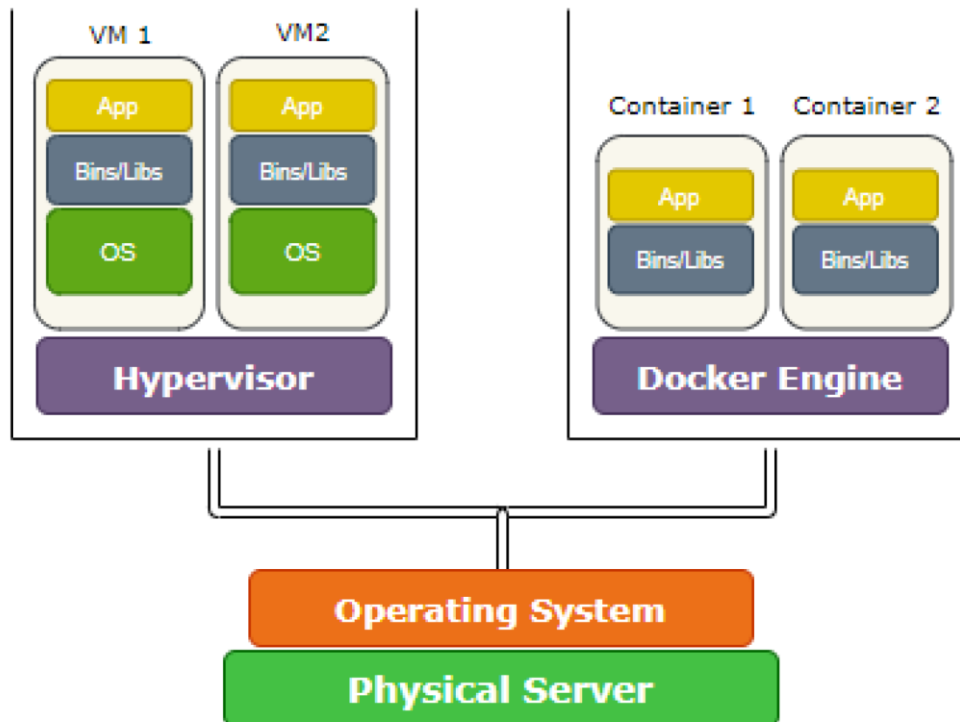 VM 1
VM2
App
App
Bins/Libs
Bins/Libs
OS
OS
Hypervisor
Container 1
Container 2
App
App
Bins/Libs
Bins/Libs
Docker Engine
Operating System
Physical Server